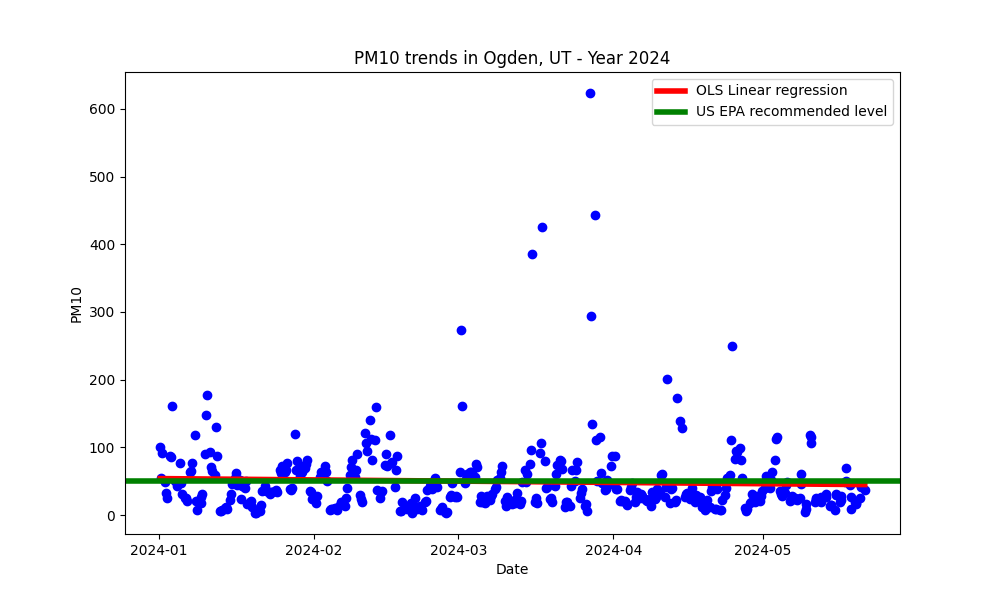 PM10 trends in Ogden, UT - Year 2024
OLS Linear regression
US EPA recommended level
600
500
400
300
200
100
0
PM10
2024-01
2024-02
2024-03
2024-04
2024-05
Date